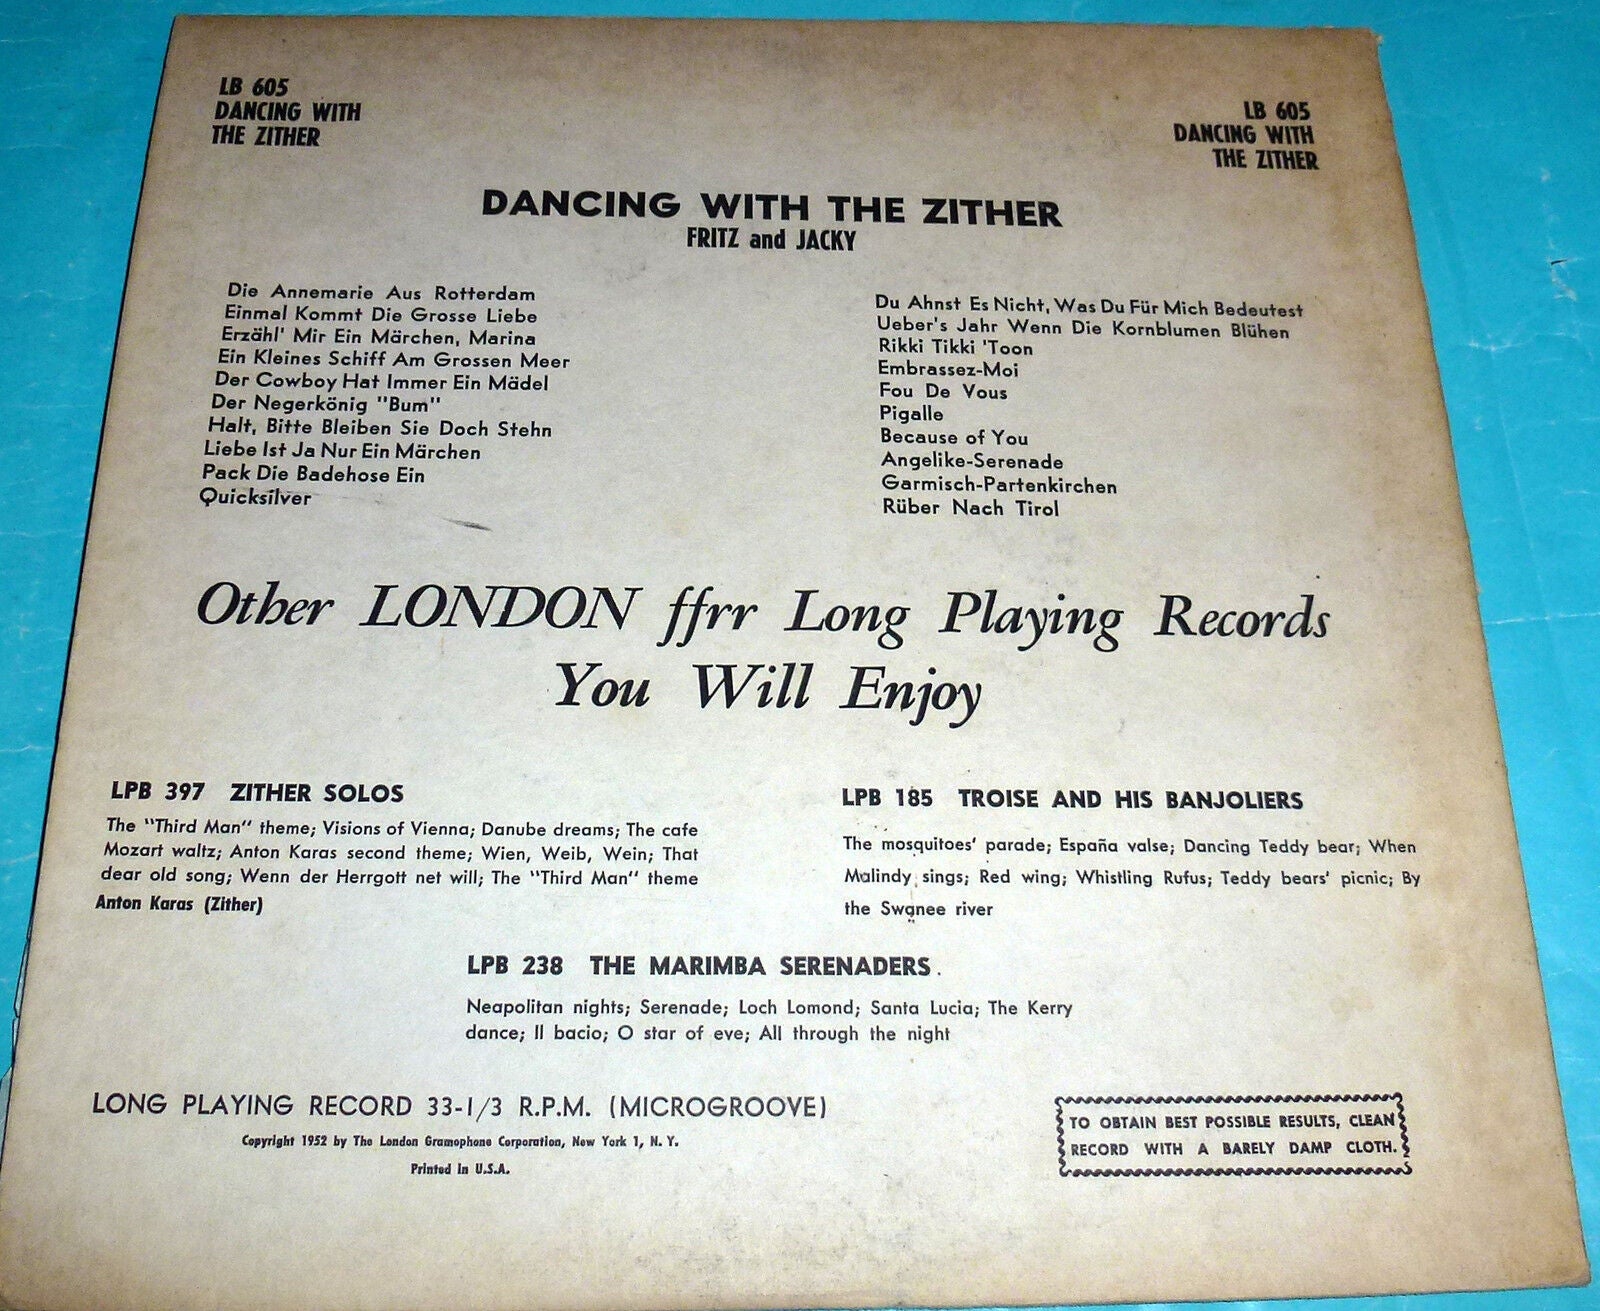 LB 605
DANCING WITH
THE ZITHER
LB 605
DANCING WITH
THE ZITHER
DANCING WITH THE ZITHER
FRITZ and JACKY
Die Annemarie Aus Rotterdam
Einmal Kommt Die Grosse Liebe
Erzähl' Mir Ein Märchen, Marina
Ein Kleines Schiff Am Grossen Meer
Der Cowboy Hat Immer Ein Mädel
Der Negerkönig "Bum"
Halt, Bitte Bleiben Sie Doch Stehn
Liebe Ist Ja Nur Ein Märchen
Pack Die Badehose Ein
Quicksilver
Du Ahnst Es Nicht, Was Du Für Mich Bedeutest
Ueber's Jahr Wenn Die Kornblumen Blühen
Rikki Tikki 'Toon
Embrassez-Moi
Fou De Vous
Pigalle
Because of You
Angelike-Serenade
Garmisch-Partenkirchen
Rüber Nach Tirol
Other LONDON ffrr Long Playing Records
You Will Enjoy
LPB 397 ZITHER SOLOS
The "Third Man" theme; Visions of Vienna; Danube dreams; The cafe
Mozart waltz; Anton Karas second theme; Wien, Weib, Wein; That
dear old song; Wenn der Herrgott net will; The "Third Man" theme
Anton Karas (Zither)
LPB 185 TROISE AND HIS BANJOLIERS
The mosquitoes' parade; España valse; Dancing Teddy bear; When
Malindy sings; Red wing; Whistling Rufus; Teddy bears' picnic; By
the Swanee river
LPB 238 THE MARIMBA SERENADERS.
Neapolitan nights; Serenade; Loch Lomond; Santa Lucia; The Kerry
dance; Il bacio; O star of eve; All through the night
LONG PLAYING RECORD 33-1/3 R.P.M. (MICROGROOVE)
Copyright 1952 by The London Gramophone Corporation, New York 1, N. Y.
Printed in U.S.A.
TO OBTAIN BEST POSSIBLE RESULTS, CLEAN
RECORD WITH A BARELY DAMP CLOTH.